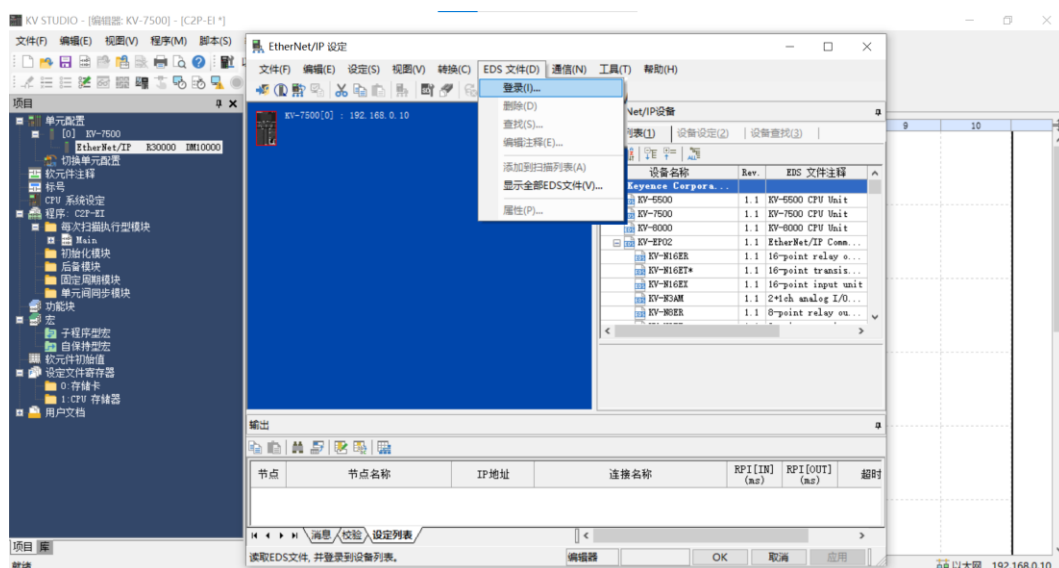 KV STUDIO - [编辑器: KV-7500] - [C2P-EI *]
文件(F) 编辑(E) 视图(V) 程序(M) 脚本(S)
项目
单元配置
[0] KV-7500
EtherNet/IP R30000 DM10000
切换单元配置
软元件注释
标号
CPU 系统设定
程序: C2P-EI
每次扫描执行型模块
Main
初始化模块
后备模块
固定周期模块
单元间同步模块
功能块
宏
子程序型宏
自保持型宏
软元件初始值
设定文件寄存器
0:存储卡
1:CPU 存储器
用户文档
项目 库
就绪
EtherNet/IP 设定
文件(F) 编辑(E) 设定(S) 视图(V) 转换(C) EDS 文件(D) 通信(N) 工具(T) 帮助(H)
登录(I)...
删除(D)
查找(S)...
编辑注释(E)...
添加到扫描列表(A)
显示全部EDS文件(V)...
属性(P)...
KV-7500[0] : 192.168.0.10
Net/IP设备
列表(1) 设备设定(2) 设备查找(3)
设备名称 Rev. EDS 文件注释
Keyence Corpora...
KV-5500 1.1 KV-5500 CPU Unit
KV-7500 1.1 KV-7500 CPU Unit
KV-8000 1.1 KV-8000 CPU Unit
KV-EP02 1.1 EtherNet/IP Comm...
KV-N16ER 1.1 16-point relay o...
KV-N16ET* 1.1 16-point transis...
KV-N16EX 1.1 16-point input unit
KV-N3AM 1.1 2+1ch analog I/O...
KV-N8ER 1.1 8-point relay ou...
输出
节点 节点名称 IP地址 连接名称 RPI[IN] (ms) RPI[OUT] (ms) 超时
消息 校验 设定列表
读取EDS文件, 并登录到设备列表。 编辑器 OK 取消 应用
9 10
以太网 192.168.0.10